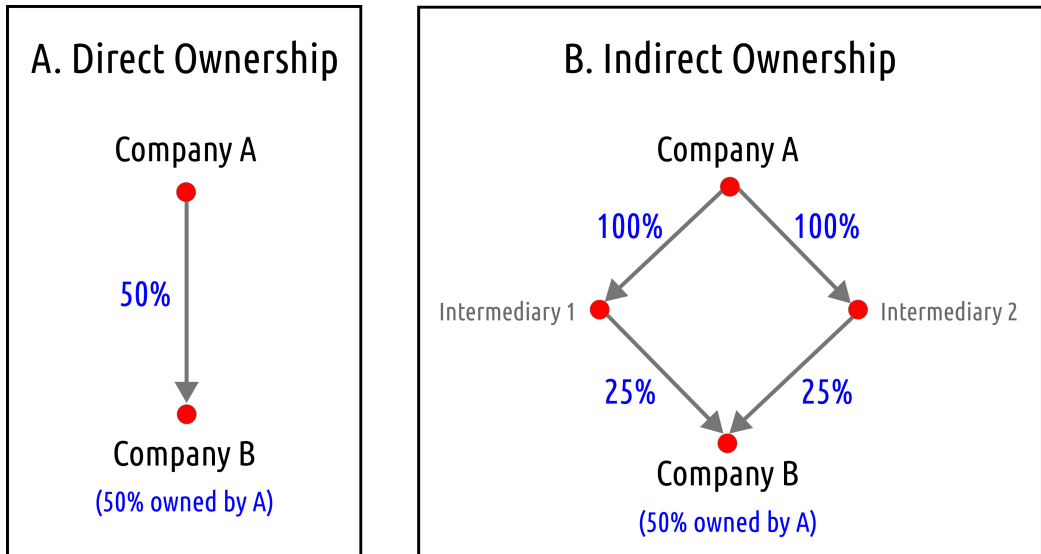 A. Direct Ownership
Company A
50%
Company B
(50% owned by A)
B. Indirect Ownership
Company A
100%
100%
Intermediary 1
Intermediary 2
25%
25%
Company B
(50% owned by A)